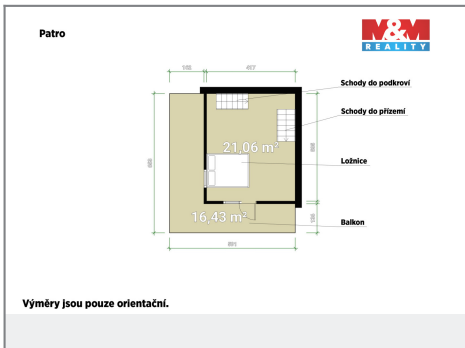 Patro
M&M
REALITY
417
Schody do podkroví
Schody do přízemí
21,06 m²
Ložnice
16,43 m²
Balkon
Výměry jsou pouze orientační.